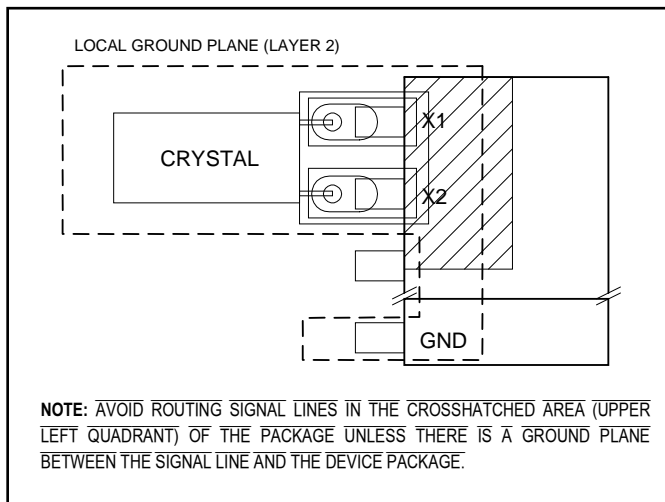 LOCAL GROUND PLANE (LAYER 2)
X1
CRYSTAL
X2
GND
NOTE: AVOID ROUTING SIGNAL LINES IN THE CROSSHATCHED AREA (UPPER
LEFT QUADRANT) OF THE PACKAGE UNLESS THERE IS A GROUND PLANE
BETWEEN THE SIGNAL LINE AND THE DEVICE PACKAGE.